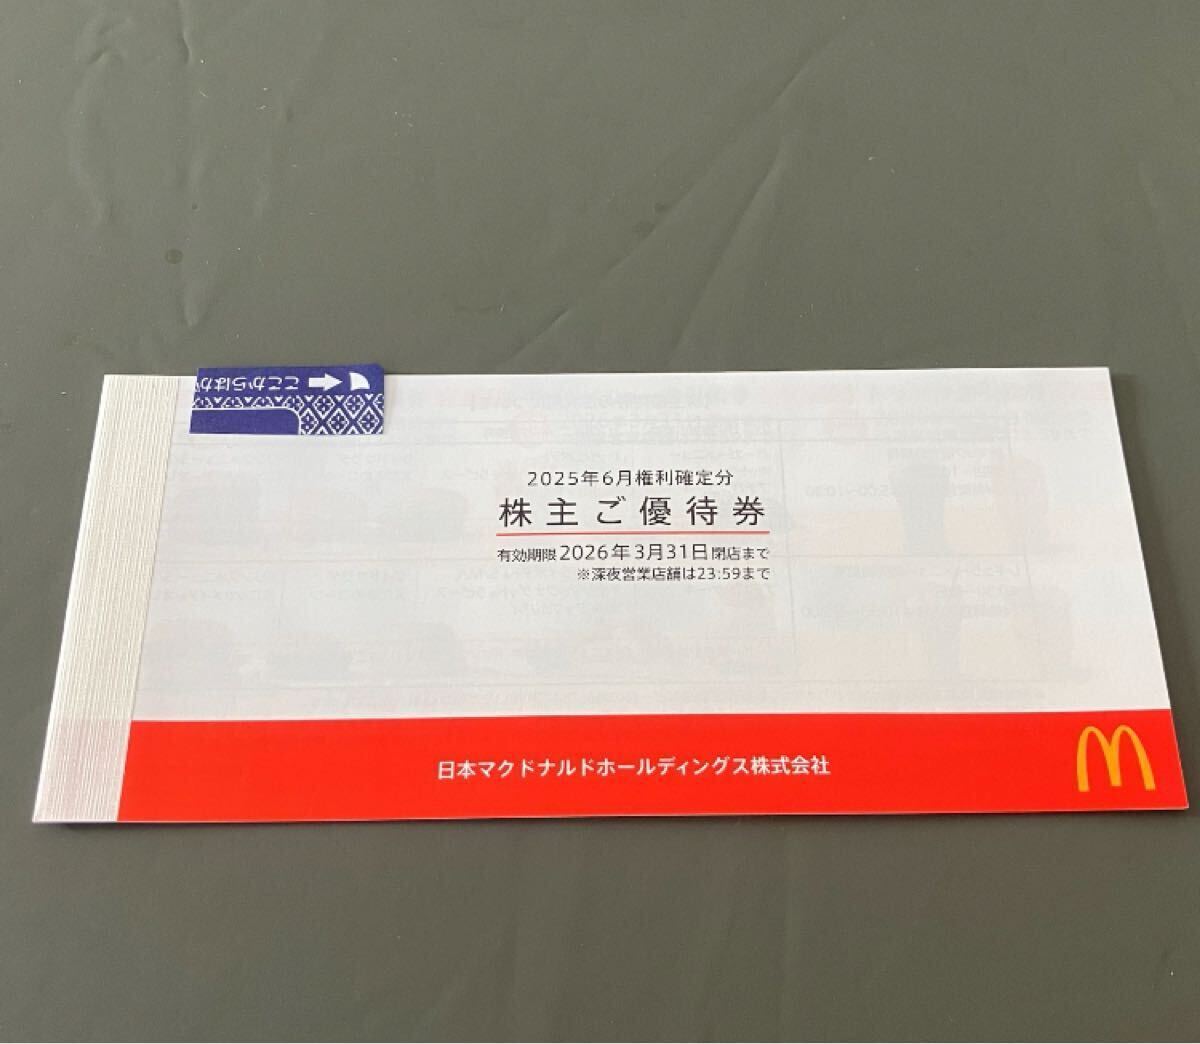 ここからはが
2025年6月権利確定分
株主ご優待券
有効期限2026年3月31日閉店まで
※深夜営業店舗は23:59まで
日本マクドナルドホールディングス株式会社